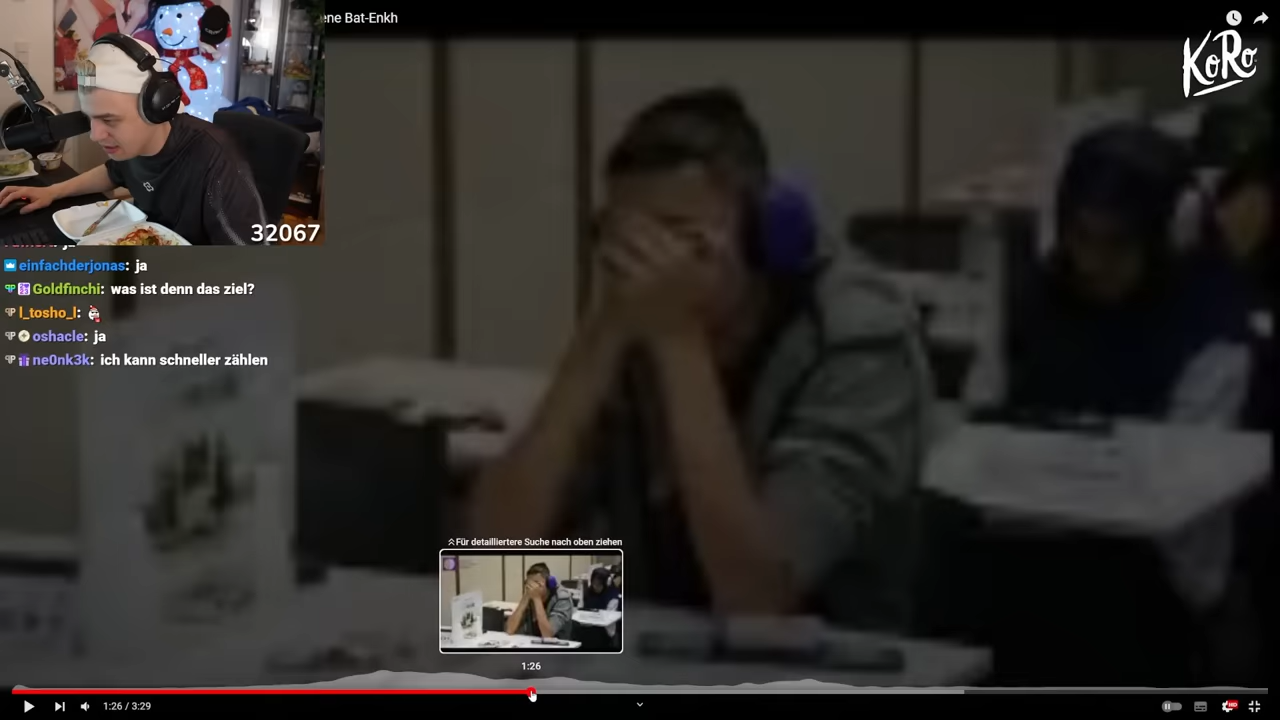 ene Bat-Enkh
KoRo
32067
einfachderjonas: ja
Goldfinchi: was ist denn das ziel?
l_tosho_l:
oshacle: ja
ne0nk3k: ich kann schneller zählen
Für detailliertere Suche nach oben ziehen
1:26
1:26 / 3:29
HD